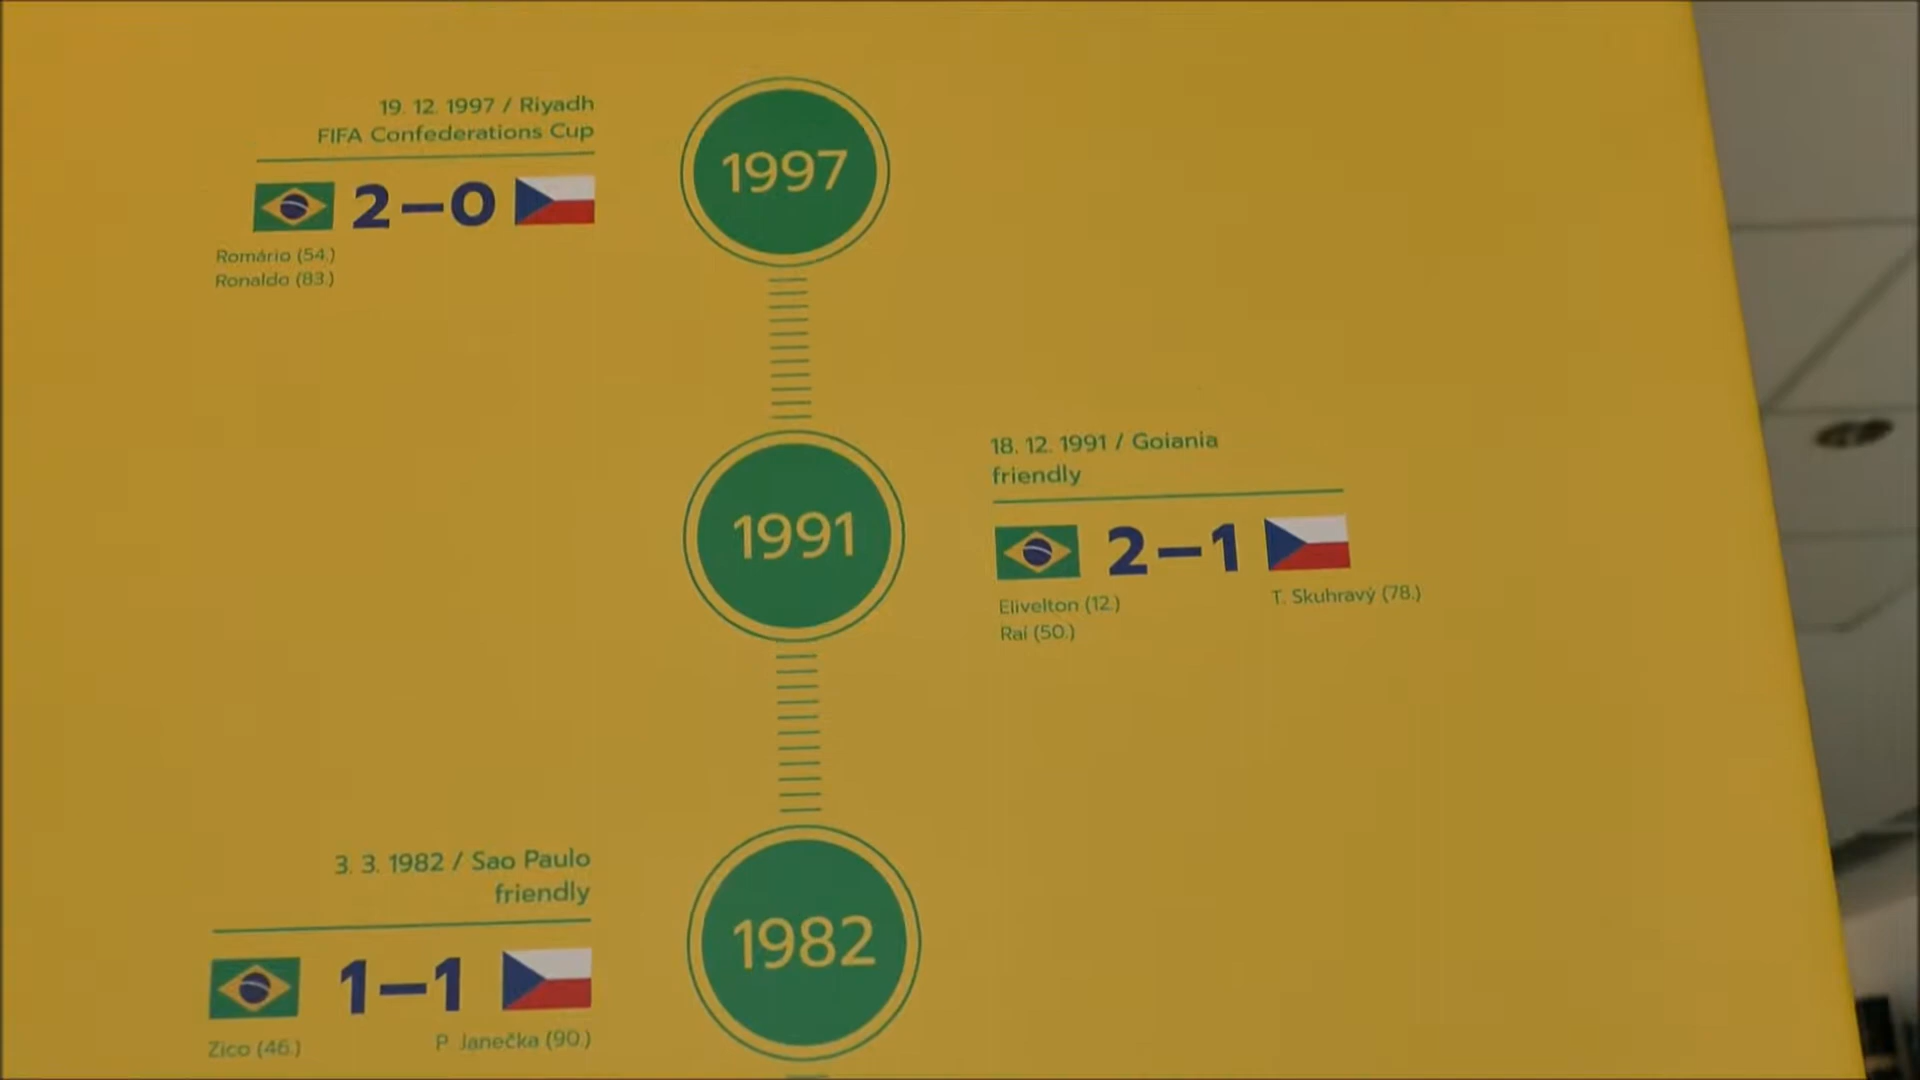 19. 12. 1997 / Riyadh
FIFA Confederations Cup
2–0
Romário (54.)
Ronaldo (83.)
1997
1991
18. 12. 1991 / Goiania
friendly
2–1
Elivelton (12.)
Raí (50.)
T. Skuhravý (78.)
3. 3. 1982 / Sao Paulo
friendly
1–1
Zico (46.)
P. Janečka (90.)
1982